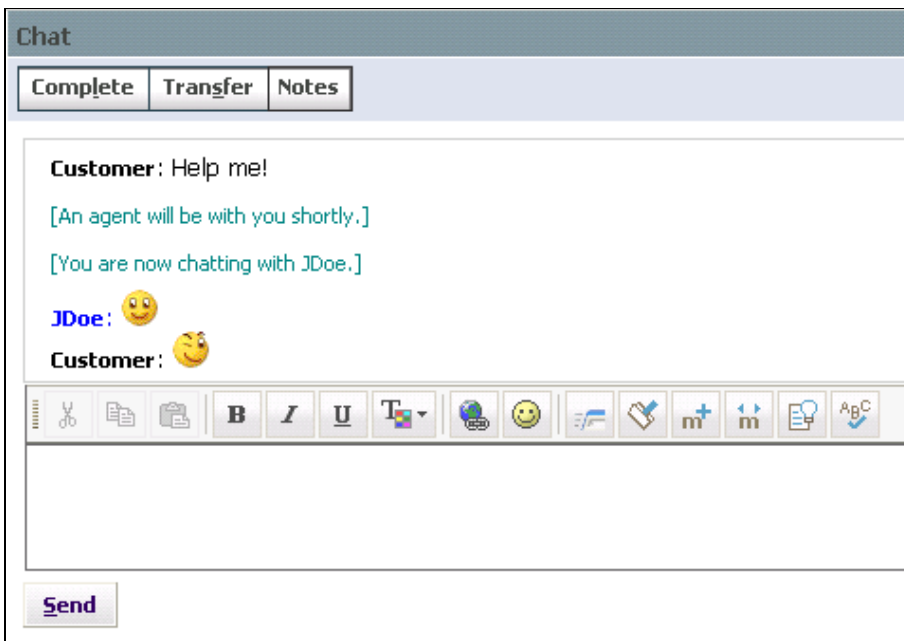 Chat
Complete Transfer Notes
Customer: Help me!
[An agent will be with you shortly.]
[You are now chatting with JDoe.]
JDoe:
Customer:
B I U T m m ABC
Send